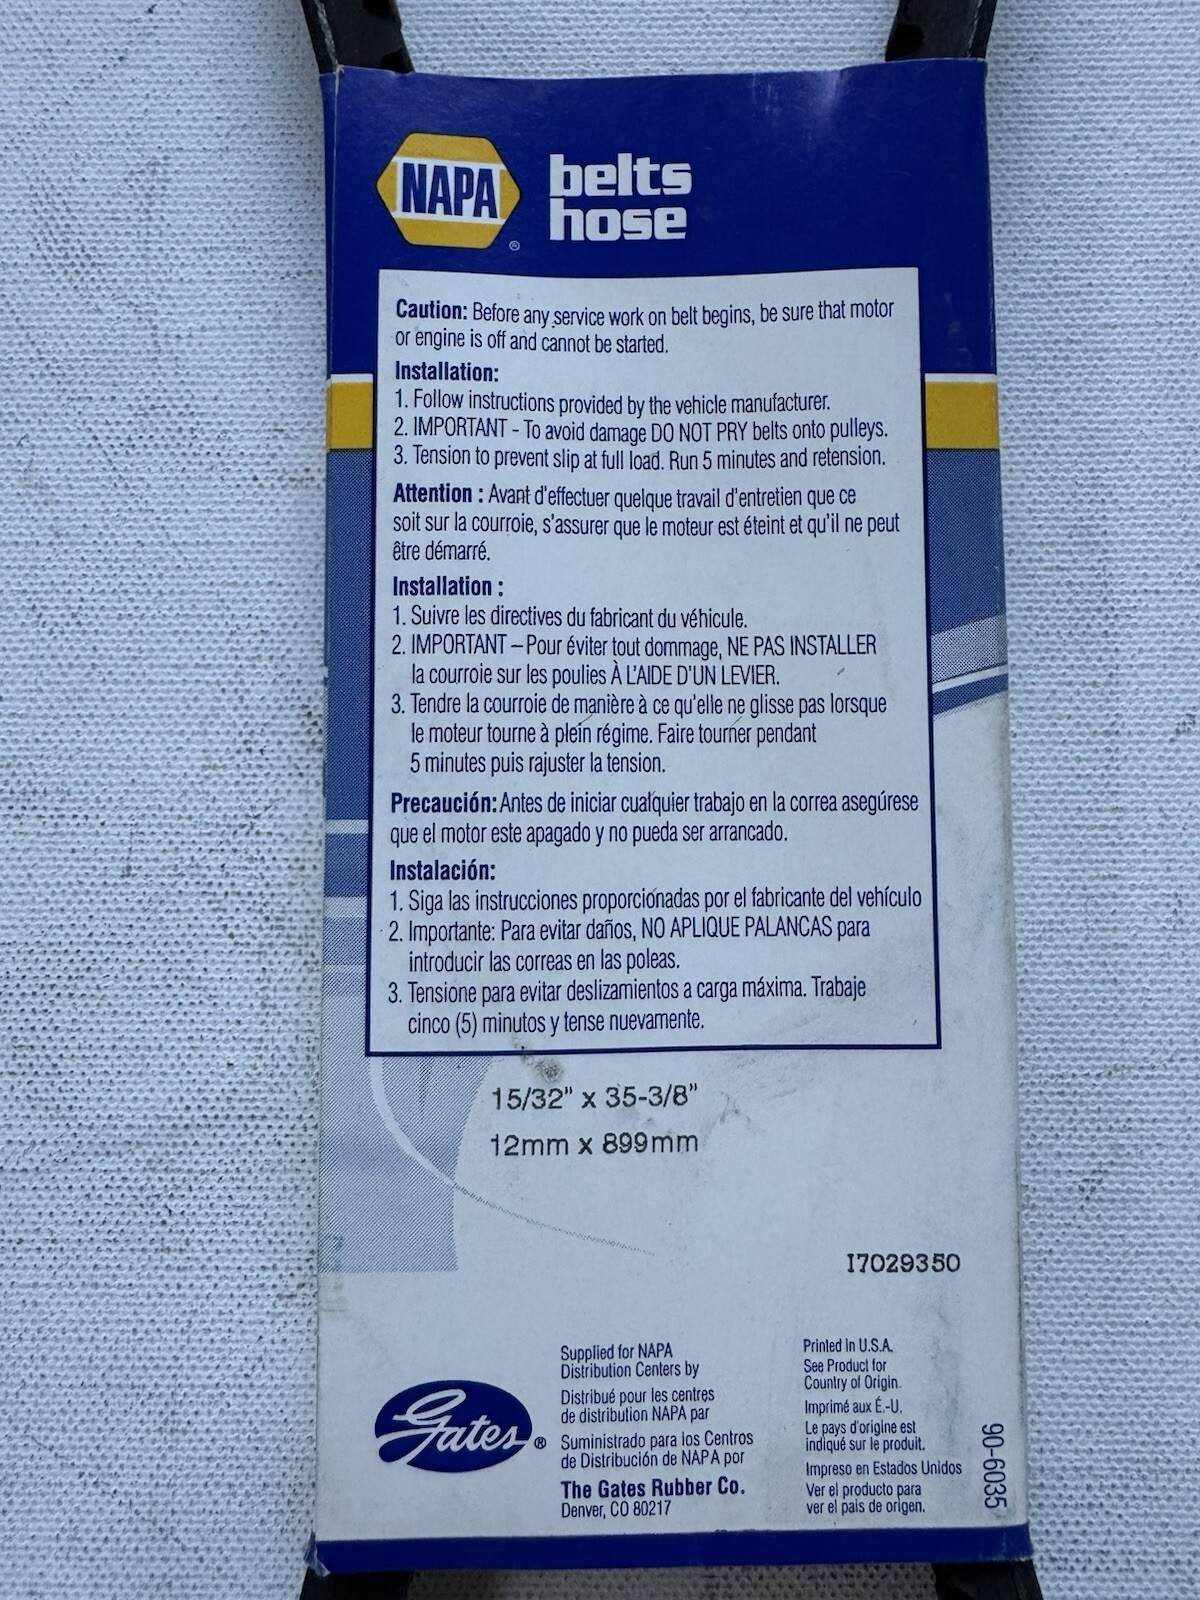 NAPA
®
belts
hose
Caution: Before any service work on belt begins, be sure that motor
or engine is off and cannot be started.
Installation:
1. Follow instructions provided by the vehicle manufacturer.
2. IMPORTANT - To avoid damage DO NOT PRY belts onto pulleys.
3. Tension to prevent slip at full load. Run 5 minutes and retension.
Attention : Avant d'effectuer quelque travail d'entretien que ce
soit sur la courroie, s'assurer que le moteur est éteint et qu'il ne peut
être démarré.
Installation :
1. Suivre les directives du fabricant du véhicule.
2. IMPORTANT – Pour éviter tout dommage, NE PAS INSTALLER
la courroie sur les poulies À L'AIDE D'UN LEVIER.
3. Tendre la courroie de manière à ce qu'elle ne glisse pas lorsque
le moteur tourne à plein régime. Faire tourner pendant
5 minutes puis rajuster la tension.
Precaución: Antes de iniciar cualquier trabajo en la correa asegúrese
que el motor este apagado y no pueda ser arrancado.
Instalación:
1. Siga las instrucciones proporcionadas por el fabricante del vehículo
2. Importante: Para evitar daños, NO APLIQUE PALANCAS para
introducir las correas en las poleas.
3. Tensione para evitar deslizamientos a carga máxima. Trabaje
cinco (5) minutos y tense nuevamente.
15/32" x 35-3/8"
12mm x 899mm
I7029350
Gates ®
Supplied for NAPA
Distribution Centers by
Distribué pour les centres
de distribution NAPA par
Suministrado para los Centros
de Distribución de NAPA por
The Gates Rubber Co.
Denver, CO 80217
Printed in U.S.A.
See Product for
Country of Origin.
Imprimé aux É.-U.
Le pays d'origine est
indiqué sur le produit.
Impreso en Estados Unidos
Ver el producto para
ver el pais de origen.
90-6035